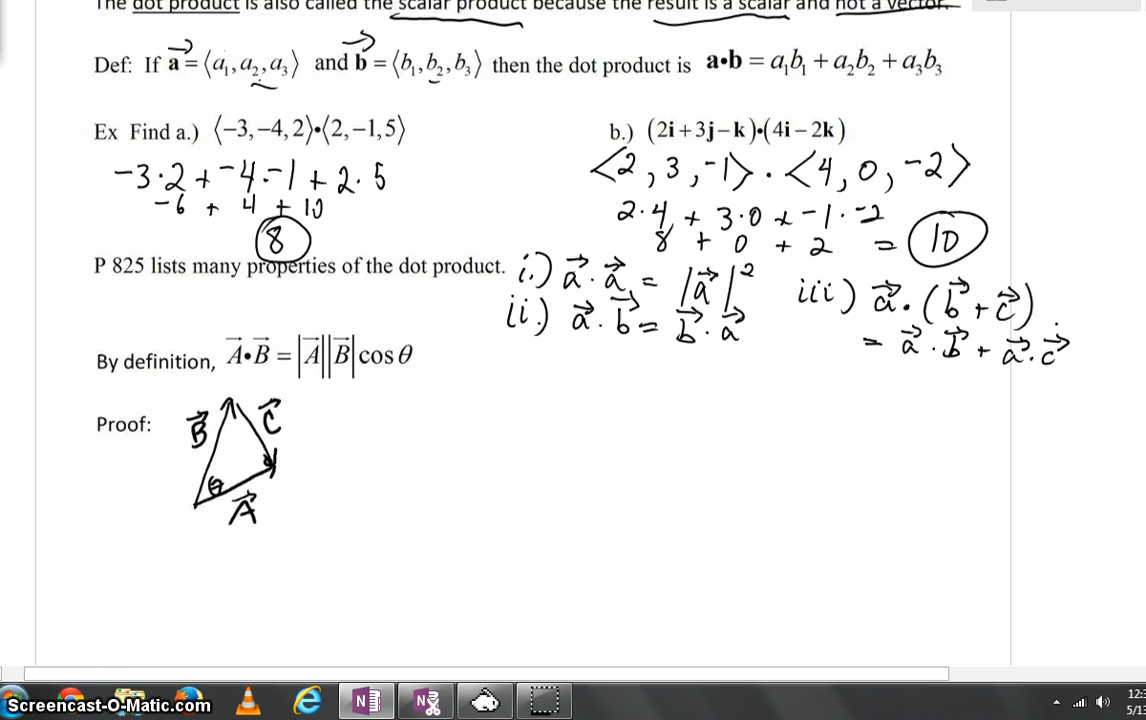 The dot product is also called the scalar product because the result is a scalar and not a vector.
Def: If a⃗ = ⟨a₁, a₂, a₃⟩ and b⃗ = ⟨b₁, b₂, b₃⟩ then the dot product is a•b = a₁b₁ + a₂b₂ + a₃b₃
Ex Find a.) ⟨−3, −4, 2⟩•⟨2, −1, 5⟩
-3·2 + -4·-1 + 2·5
-6 + 4 + 10
8
b.) (2i + 3j − k)•(4i − 2k)
<2, 3, -1> · <4, 0, -2>
2·4 + 3·0 + -1·-2
8 + 0 + 2 = 10
P 825 lists many properties of the dot product.
i.) a⃗ · a⃗ = |a⃗|²
ii.) a⃗ · b⃗ = b⃗ · a⃗
iii) a⃗ · (b⃗ + c⃗)
= a⃗ · b⃗ + a⃗ · c⃗
By definition, A⃗•B⃗ = |A⃗||B⃗|cos θ
Proof:
B⃗ C⃗
θ
A⃗
Screencast-O-Matic.com
12:
5/13